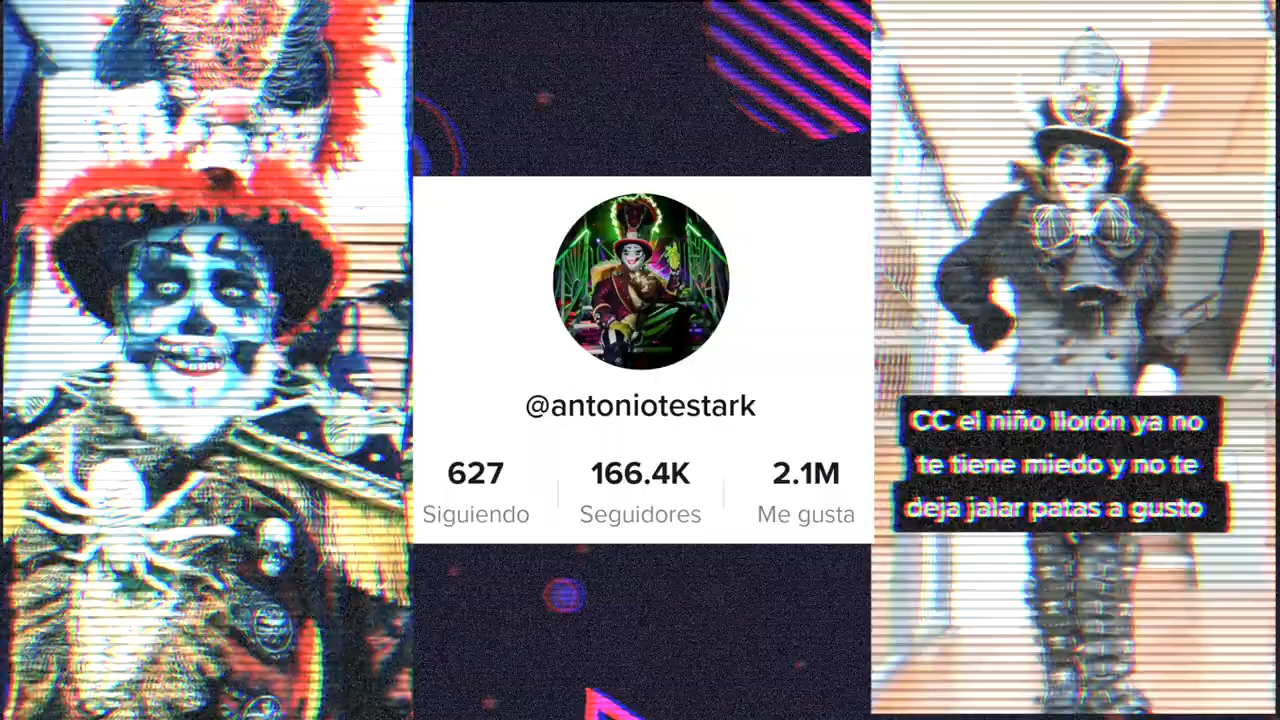 @antoniotestark
627
166.4K
2.1M
Siguiendo
Seguidores
Me gusta
CC el niño llorón ya no
te tiene miedo y no te
deja jalar patas a gusto